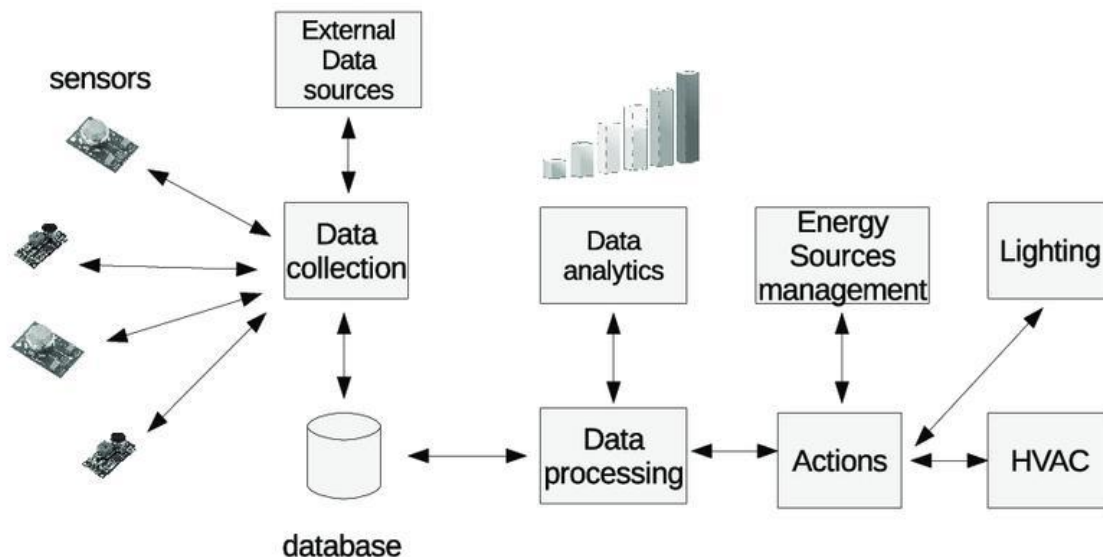 sensors
External
Data
sources
Data
collection
database
Data
analytics
Data
processing
Energy
Sources
management
Actions
Lighting
HVAC